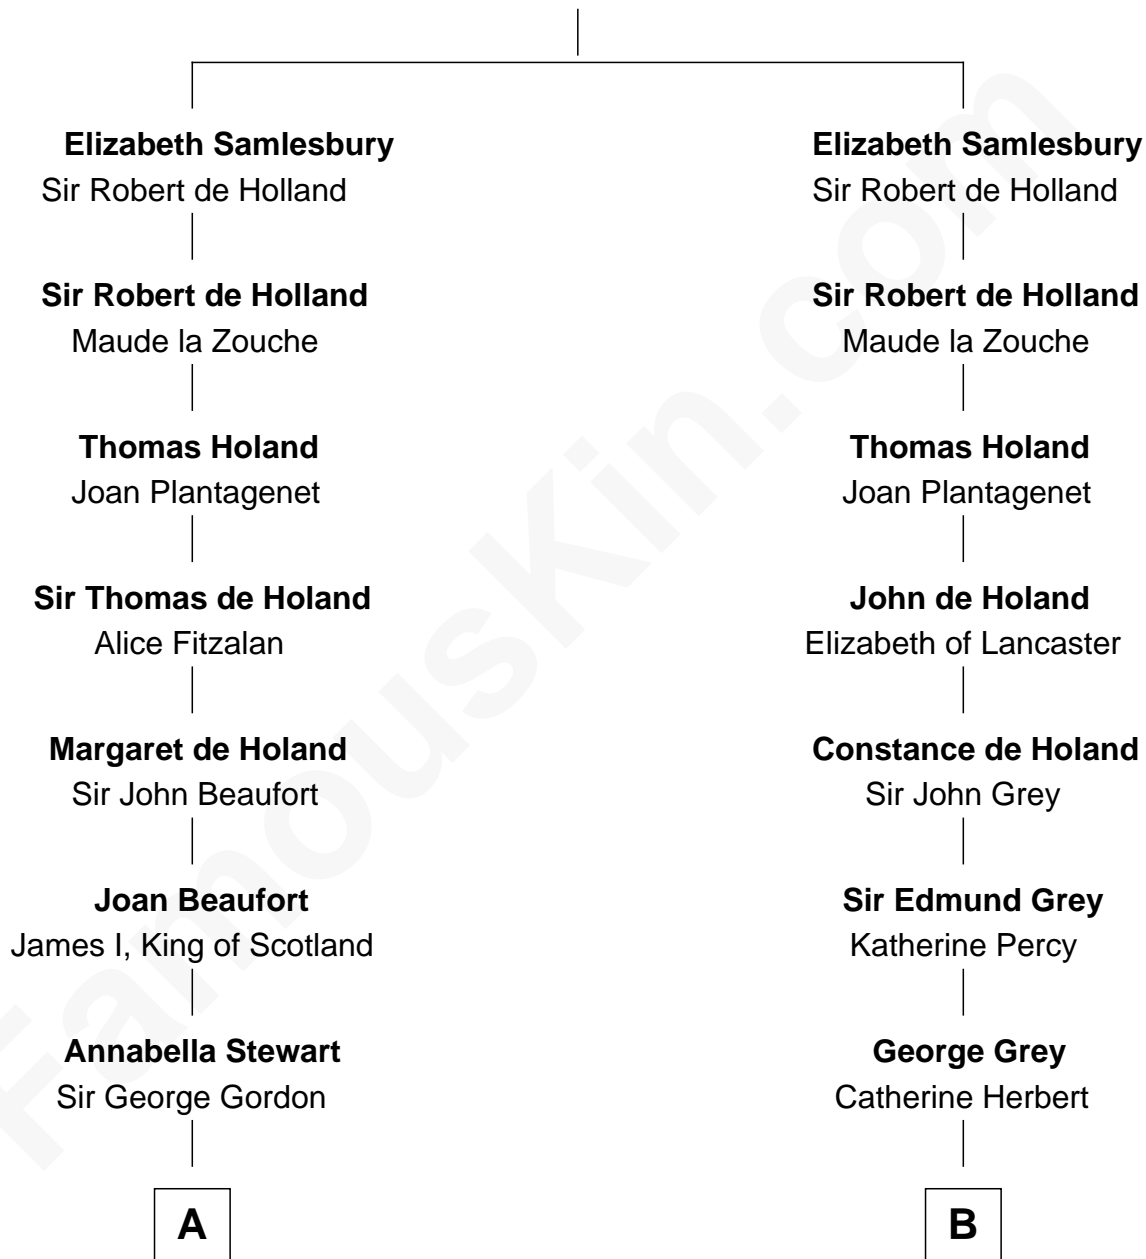 Elizabeth Samlesbury
Sir Robert de Holland
Sir Robert de Holland
Maude la Zouche
Thomas Holand
Joan Plantagenet
Sir Thomas de Holand
Alice Fitzalan
Margaret de Holand
Sir John Beaufort
Joan Beaufort
James I, King of Scotland
Annabella Stewart
Sir George Gordon
A
Elizabeth Samlesbury
Sir Robert de Holland
Sir Robert de Holland
Maude la Zouche
Thomas Holand
Joan Plantagenet
John de Holand
Elizabeth of Lancaster
Constance de Holand
Sir John Grey
Sir Edmund Grey
Katherine Percy
George Grey
Catherine Herbert
B
FamousKin.com